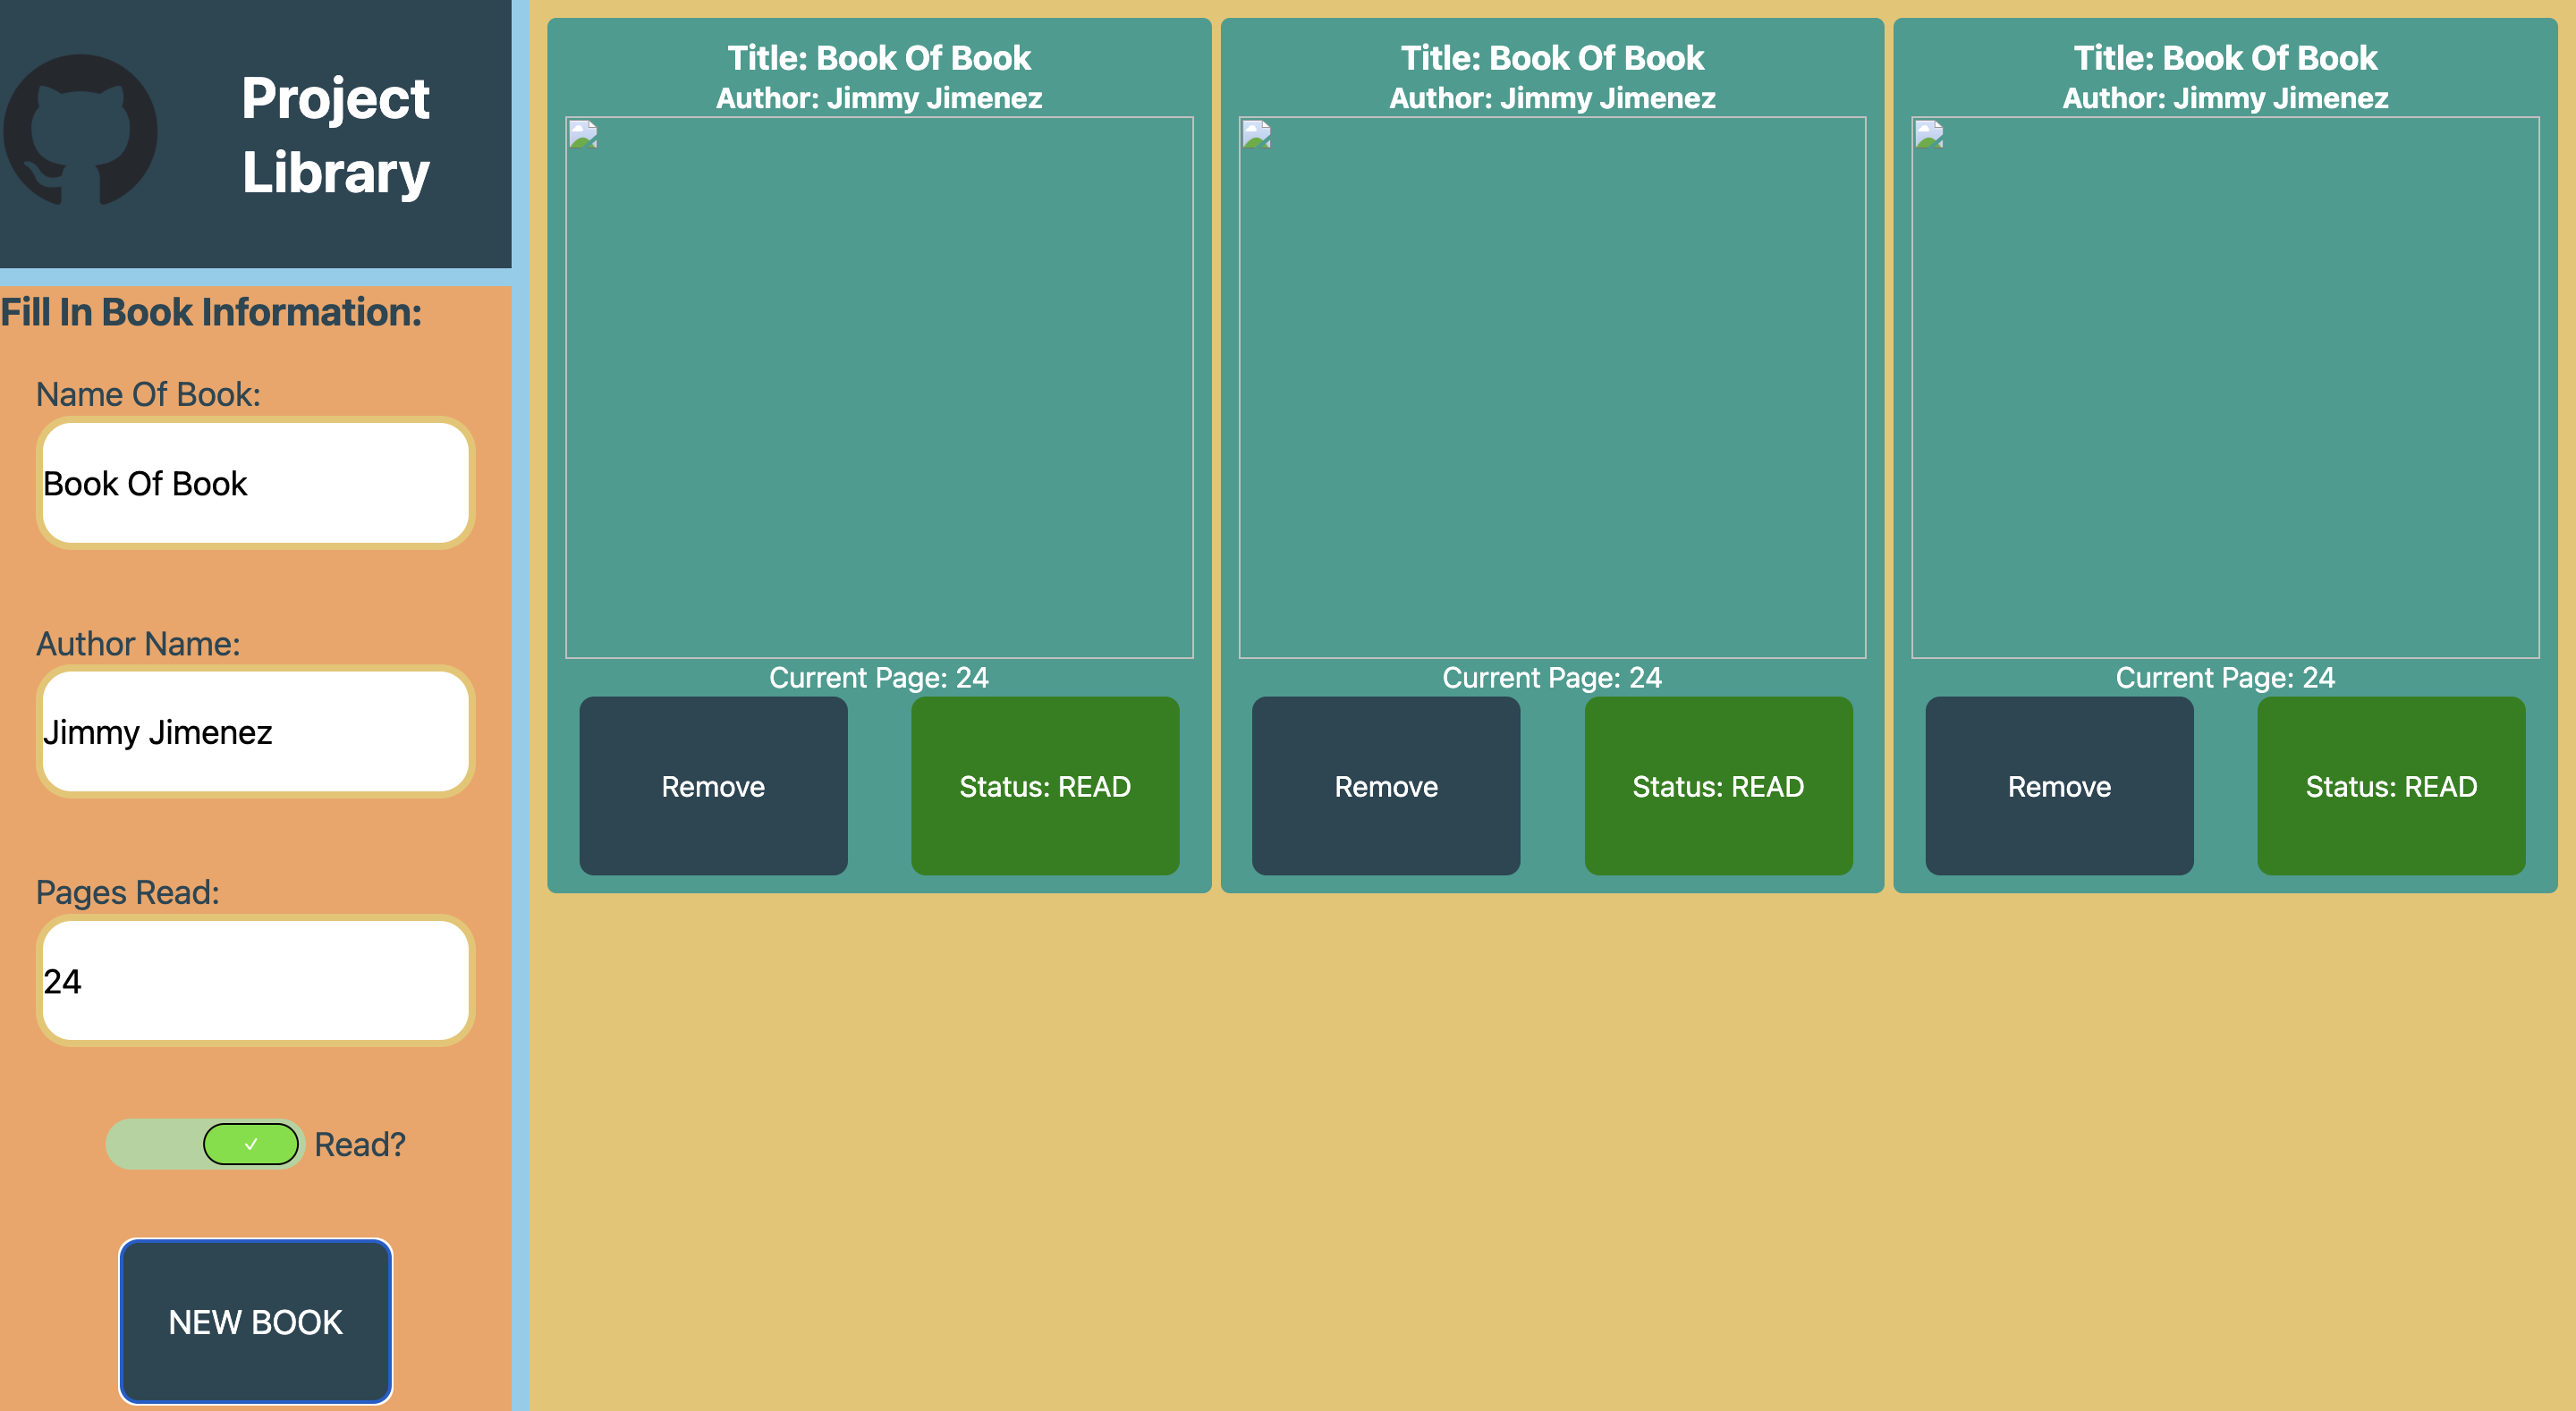 Project
Library
Fill In Book Information:
Name Of Book:
Book Of Book
Author Name:
Jimmy Jimenez
Pages Read:
24
Read?
NEW BOOK
Title: Book Of Book
Author: Jimmy Jimenez
Current Page: 24
Remove
Status: READ
Title: Book Of Book
Author: Jimmy Jimenez
Current Page: 24
Remove
Status: READ
Title: Book Of Book
Author: Jimmy Jimenez
Current Page: 24
Remove
Status: READ